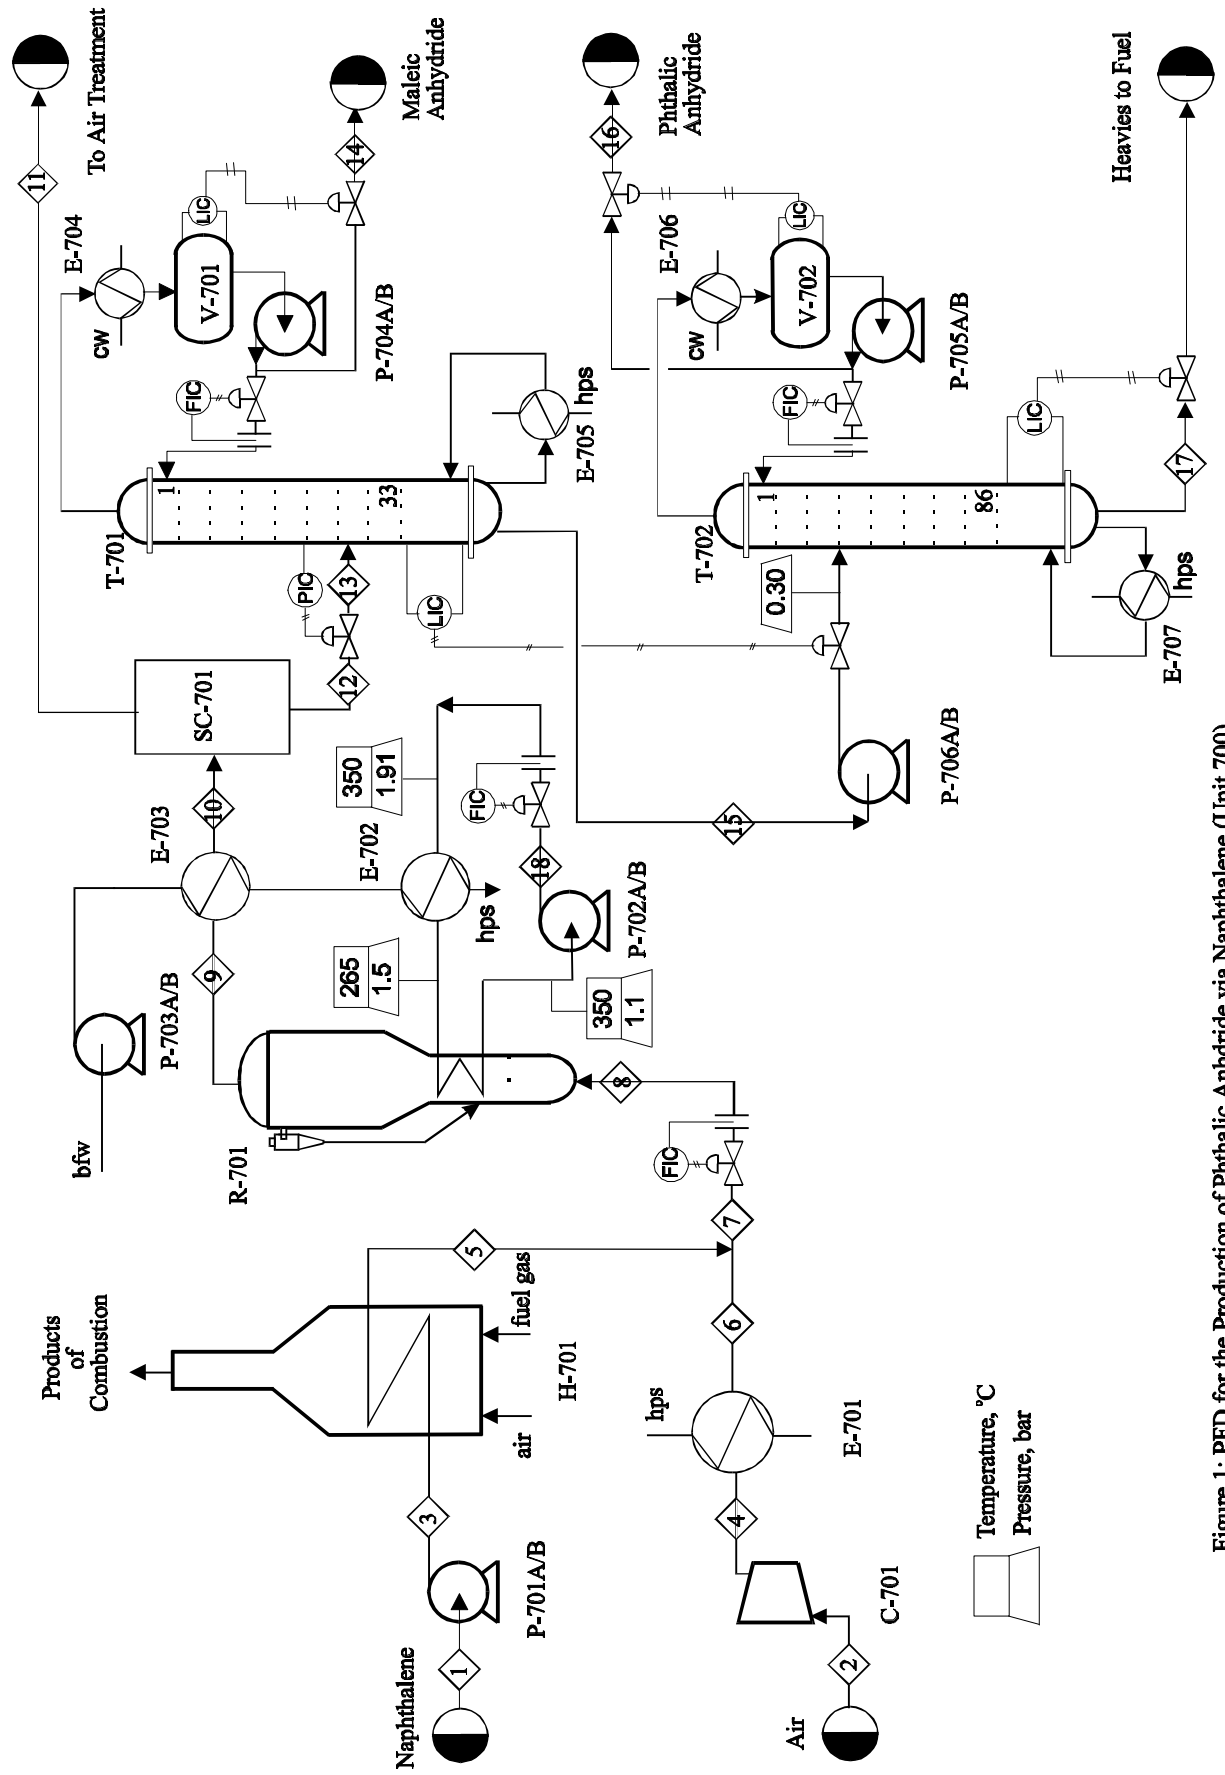 Products
of
Combustion
bfw
P-703A/B
E-703
11
To Air Treatment
R-701
9
10
SC-701
T-701
E-704
cw
V-701
LIC
FIC
P-704A/B
14
Maleic
Anhydride
1
33
PIC
13
12
LIC
E-705
hps
Naphthalene
1
P-701A/B
3
H-701
air
fuel gas
5
265
1.5
E-702
hps
350
1.91
FIC
18
P-702A/B
350
1.1
8
FIC
7
6
hps
E-701
4
C-701
2
Air
15
P-706A/B
0.30
T-702
1
86
E-706
cw
V-702
LIC
FIC
P-705A/B
16
Phthalic
Anhydride
LIC
E-707
hps
17
Heavies to Fuel
Temperature, °C
Pressure, bar
Figure 1: PFD for the Production of Phthalic Anhdride via Naphthalene (Unit 700)